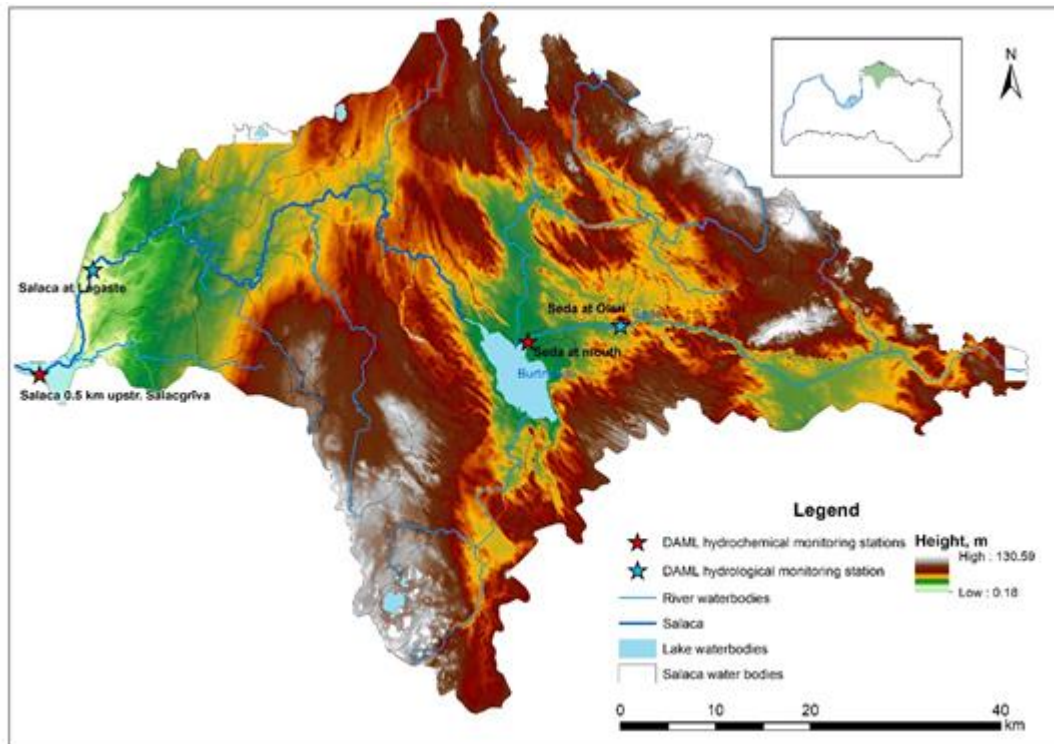 N
Salaca at Lagaste
Seda at Oleri
Seda at mouth
Salaca 0.5 km upstr. Salacgrīva
Legend
DAML hydrochemical monitoring stations
DAML hydrological monitoring station
River waterbodies
Salaca
Lake waterbodies
Salaca water bodies
Height, m
High : 130.59
Low : 0.18
0 10 20 40
km